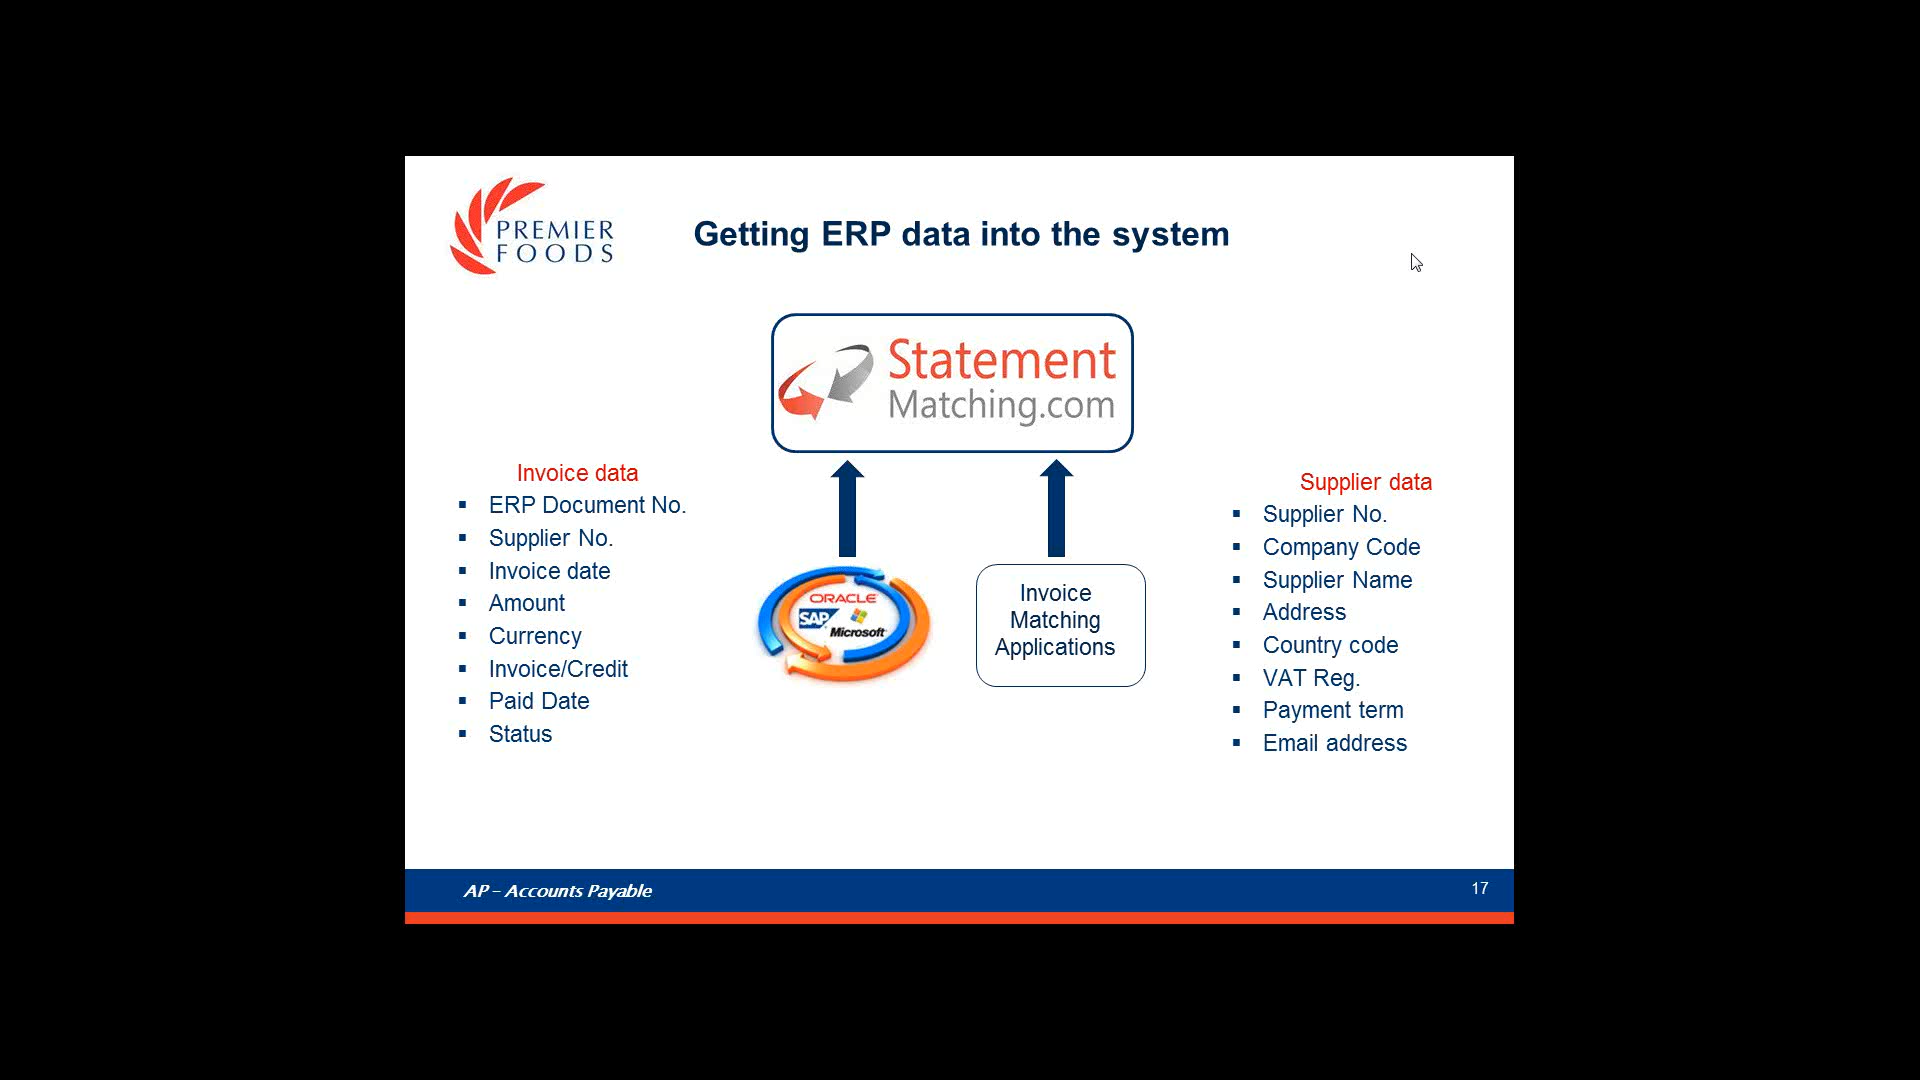 PREMIER
FOODS
Getting ERP data into the system
Statement
Matching.com
Invoice data
▪ ERP Document No.
▪ Supplier No.
▪ Invoice date
▪ Amount
▪ Currency
▪ Invoice/Credit
▪ Paid Date
▪ Status
ORACLE
SAP
Microsoft
Invoice
Matching
Applications
Supplier data
▪ Supplier No.
▪ Company Code
▪ Supplier Name
▪ Address
▪ Country code
▪ VAT Reg.
▪ Payment term
▪ Email address
AP – Accounts Payable
17